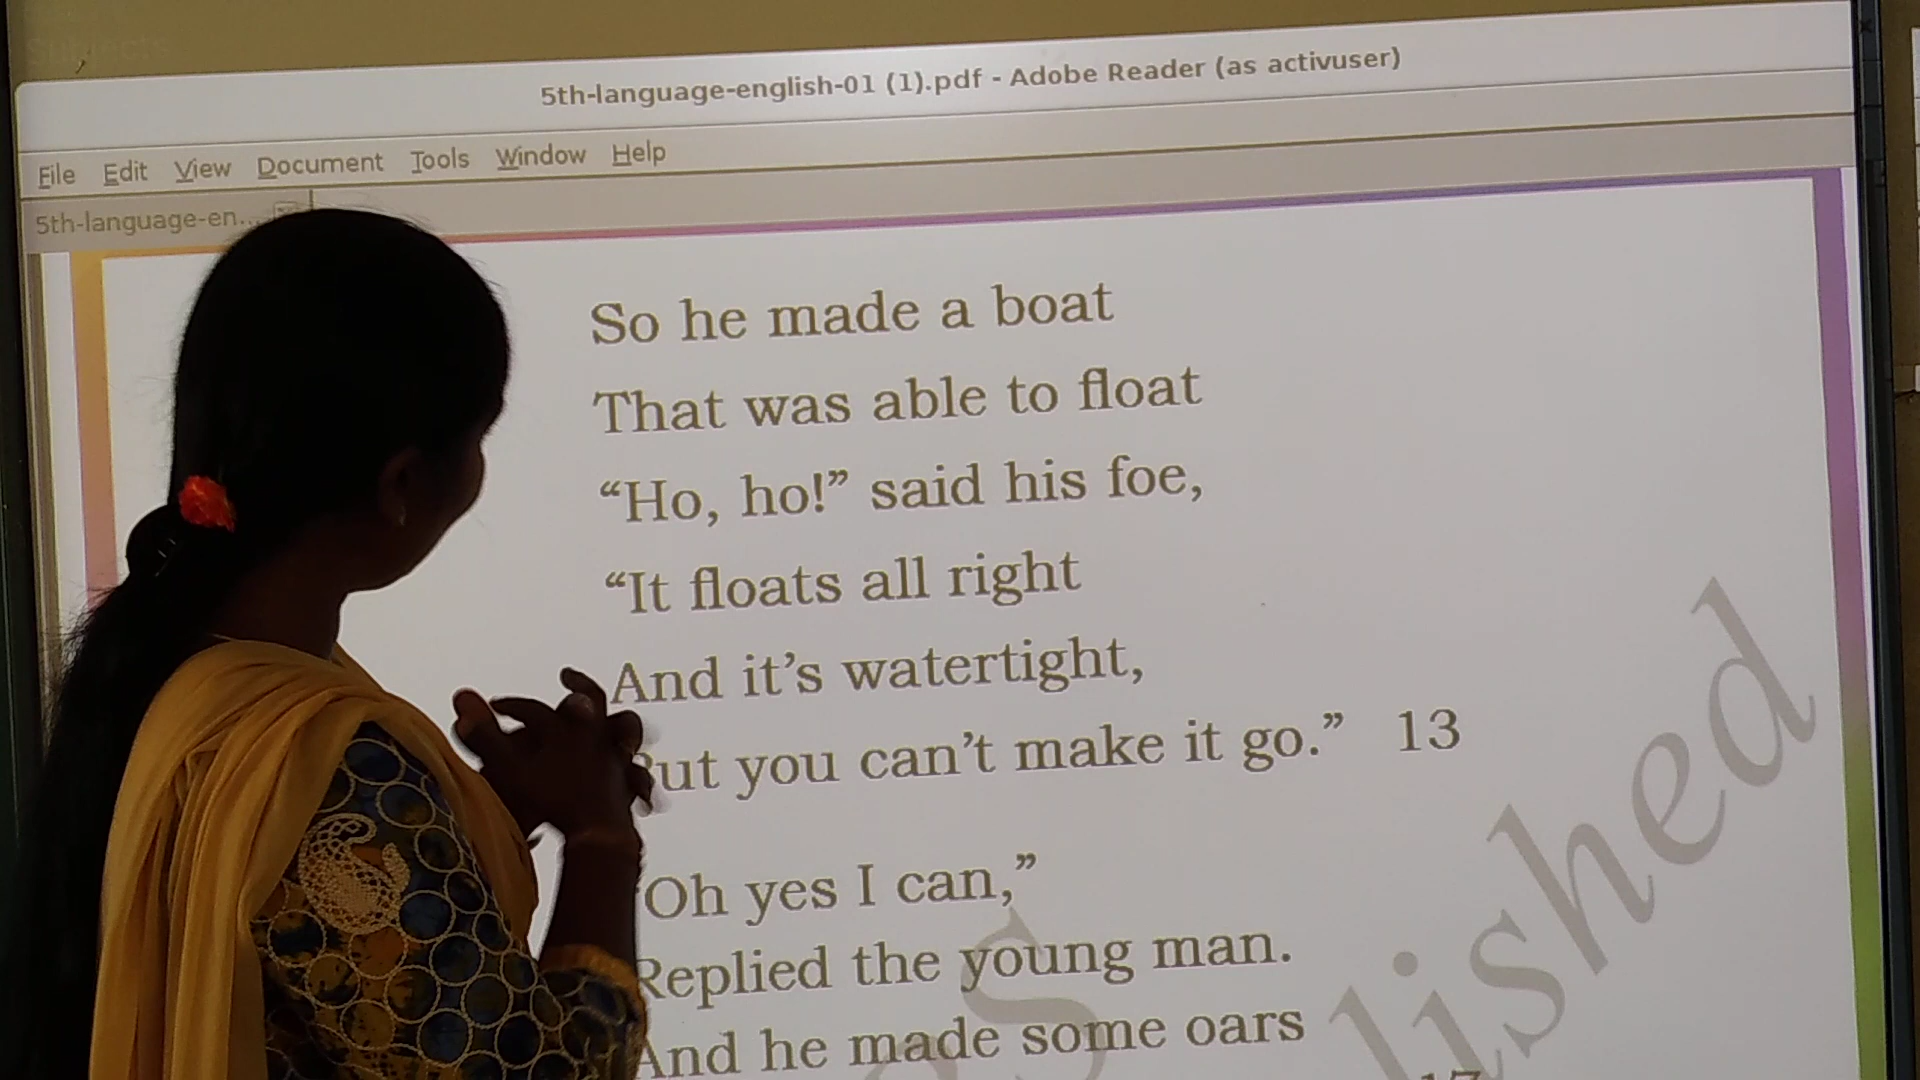 5th-language-english-01 (1).pdf - Adobe Reader (as activuser)
File Edit View Document Tools Window Help
5th-language-en...
So he made a boat
That was able to float
“Ho, ho!” said his foe,
“It floats all right
And it’s watertight,
But you can’t make it go.” 13
Oh yes I can,”
Replied the young man.
And he made some oars
lished